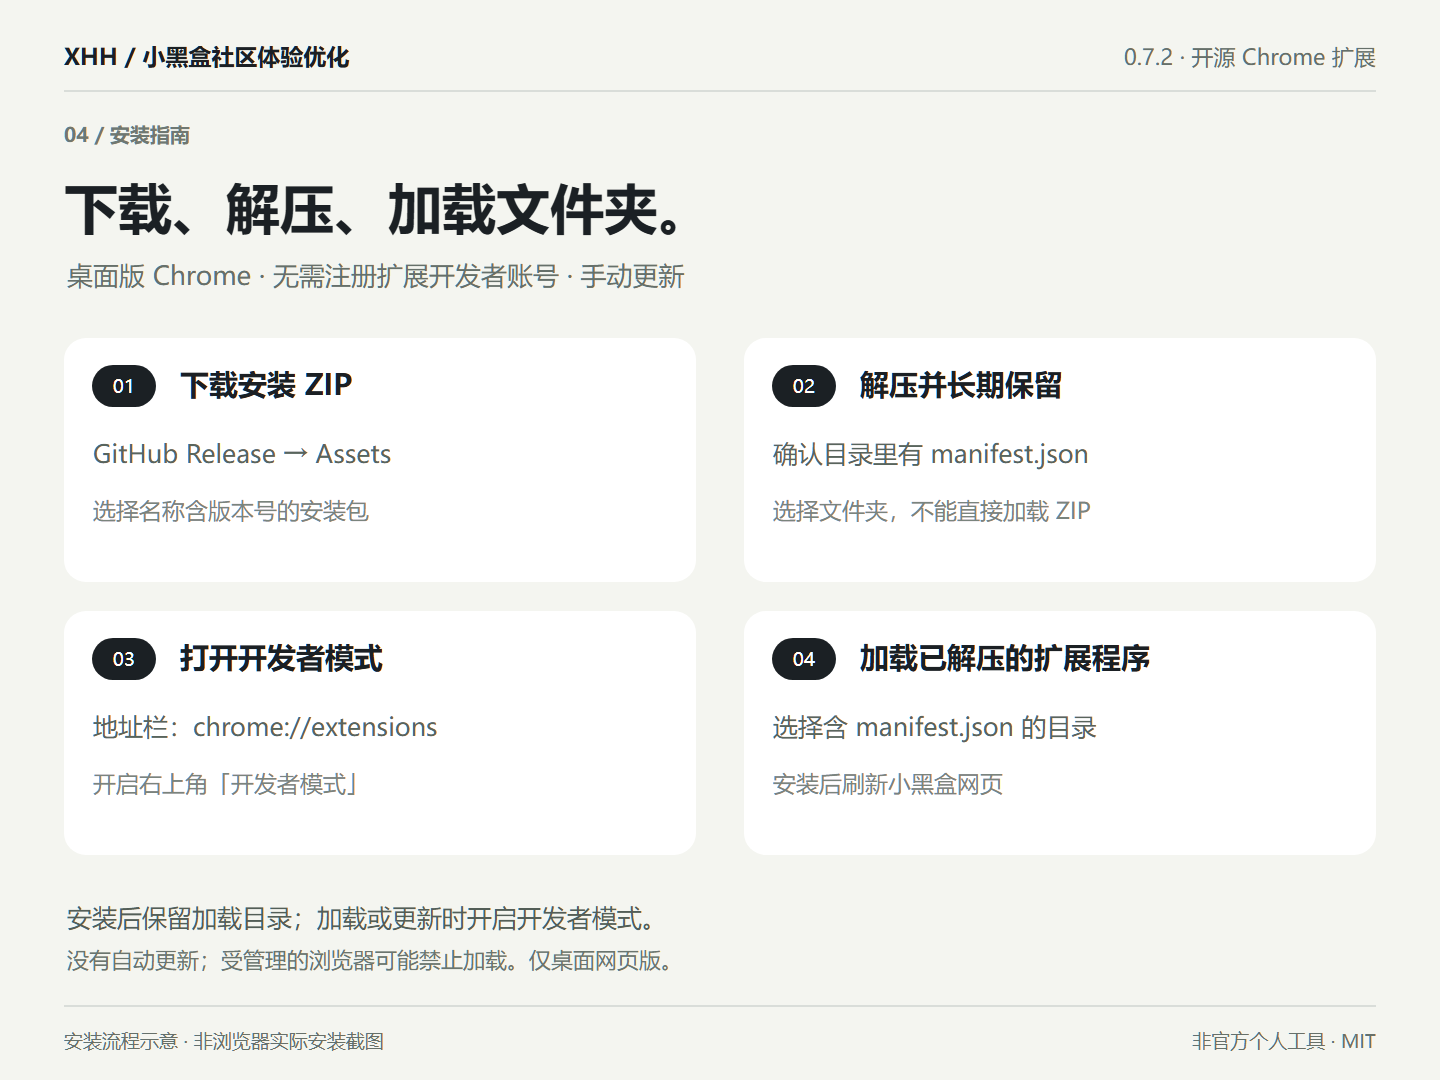 XHH / 小黑盒社区体验优化
0.7.2 · 开源 Chrome 扩展
04 / 安装指南
下载、解压、加载文件夹。
桌面版 Chrome · 无需注册扩展开发者账号 · 手动更新
01 下载安装 ZIP
GitHub Release → Assets
选择名称含版本号的安装包
02 解压并长期保留
确认目录里有 manifest.json
选择文件夹，不能直接加载 ZIP
03 打开开发者模式
地址栏：chrome://extensions
开启右上角「开发者模式」
04 加载已解压的扩展程序
选择含 manifest.json 的目录
安装后刷新小黑盒网页
安装后保留加载目录；加载或更新时开启开发者模式。
没有自动更新；受管理的浏览器可能禁止加载。仅桌面网页版。
安装流程示意 · 非浏览器实际安装截图
非官方个人工具 · MIT